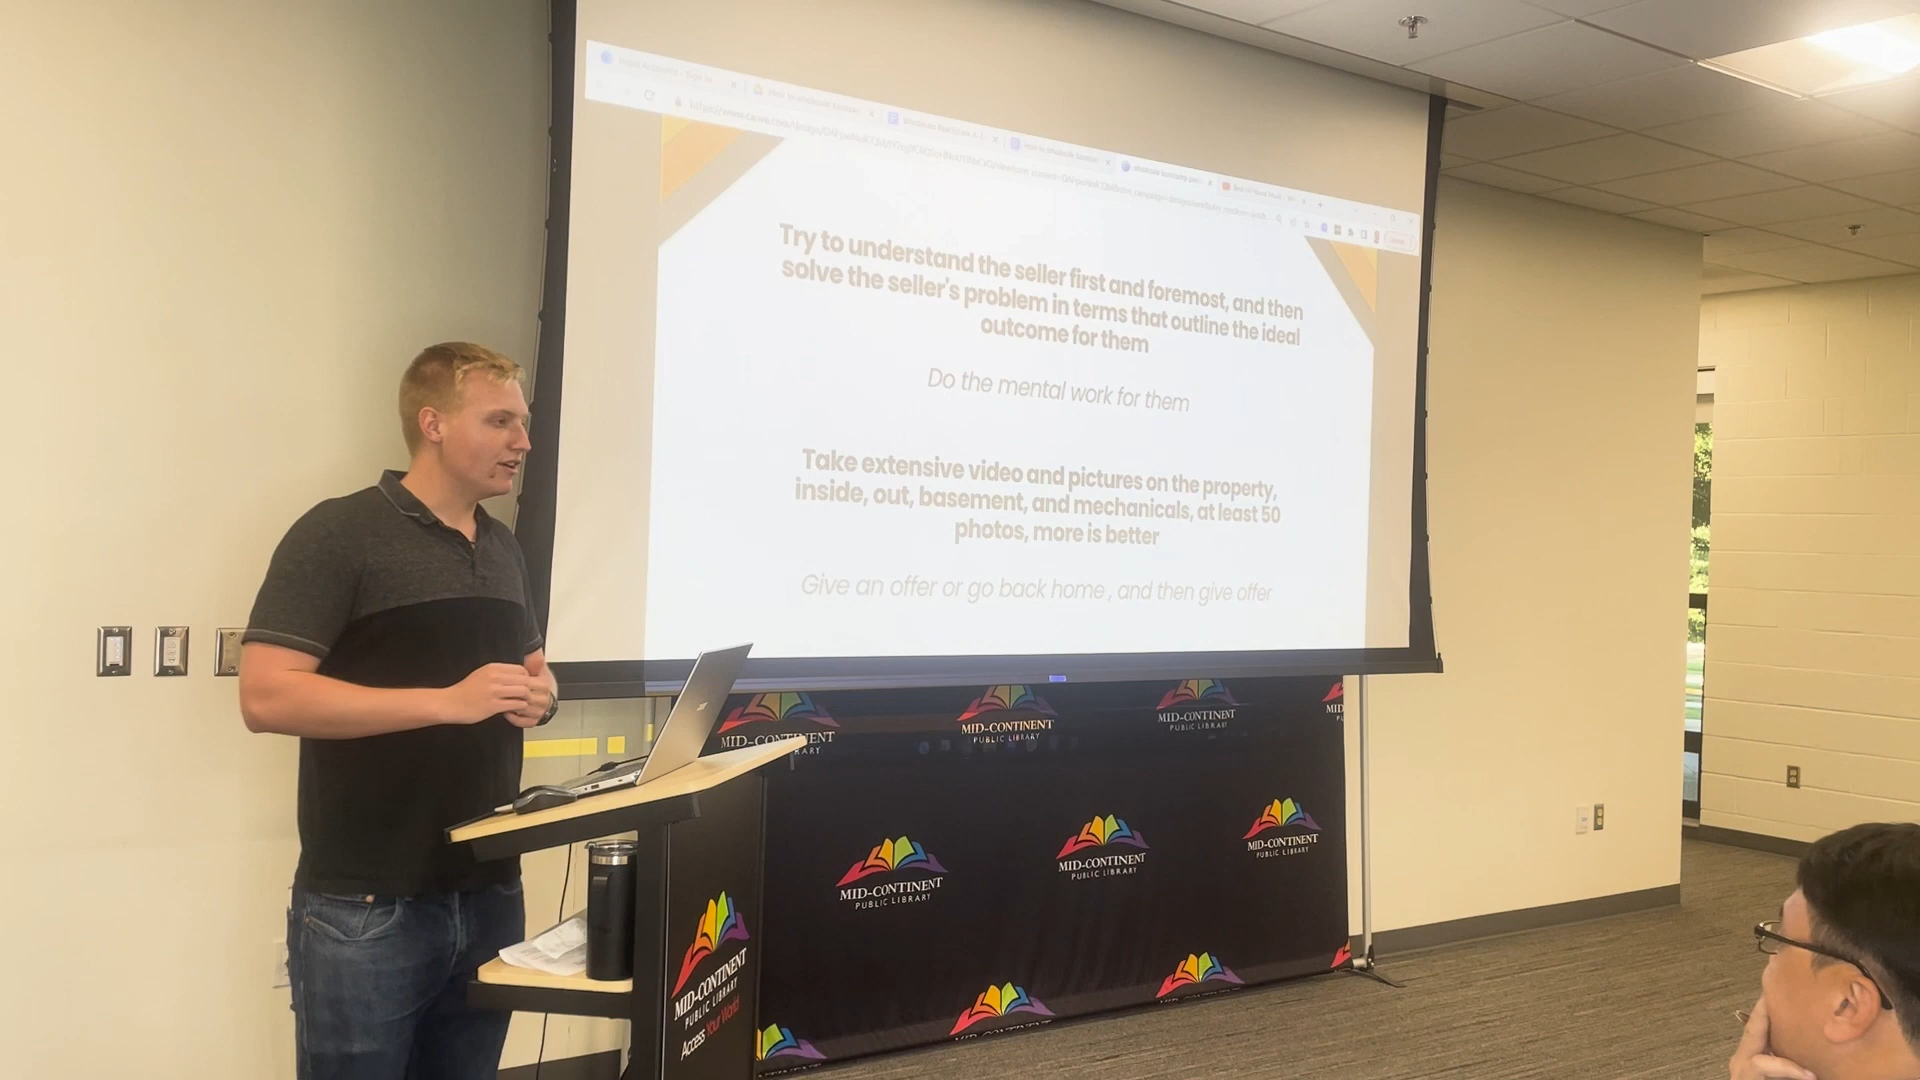 Try to understand the seller first and foremost, and then
solve the seller's problem in terms that outline the ideal
outcome for them
Do the mental work for them
Take extensive video and pictures on the property,
inside, out, basement, and mechanicals, at least 50
photos, more is better
Give an offer or go back home , and then give offer
MID-CONTINENT
MID-CONTINENT
PUBLIC LIBRARY
MID-CONTINENT
PUBLIC LIBRARY
MID-CONTINENT
PUBLIC LIBRARY
MID-CONTINENT
PUBLIC LIBRARY
MID-CONTINENT
PUBLIC LIBRARY
MID-CONTINENT
PUBLIC LIBRARY
Access Your World